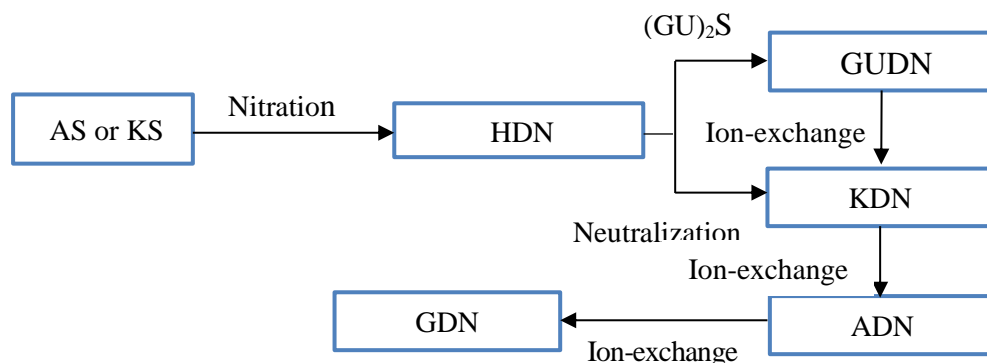 (GU)₂S
GUDN
Nitration
AS or KS
HDN
Ion-exchange
KDN
Neutralization
Ion-exchange
GDN
ADN
Ion-exchange